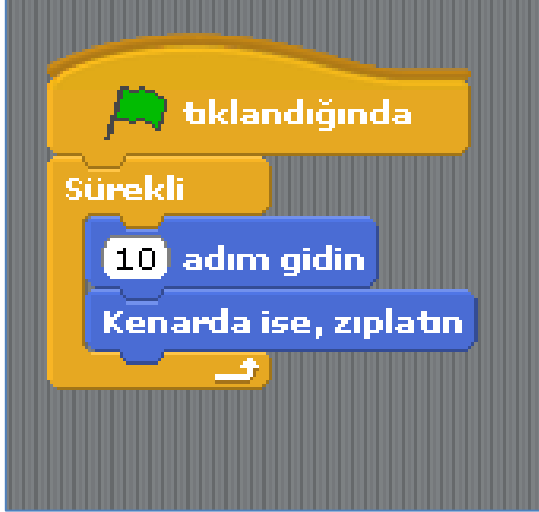 tıklandığında
Sürekli
10 adım gidin
Kenarda ise, zıplatın